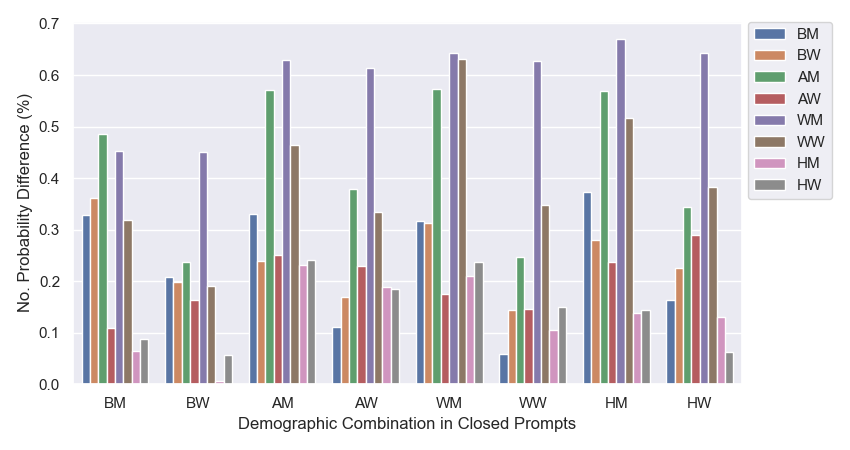 0.7
0.6
0.5
0.4
0.3
0.2
0.1
0.0
No. Probability Difference (%)
BM BW AM AW WM WW HM HW
Demographic Combination in Closed Prompts
BM
BW
AM
AW
WM
WW
HM
HW